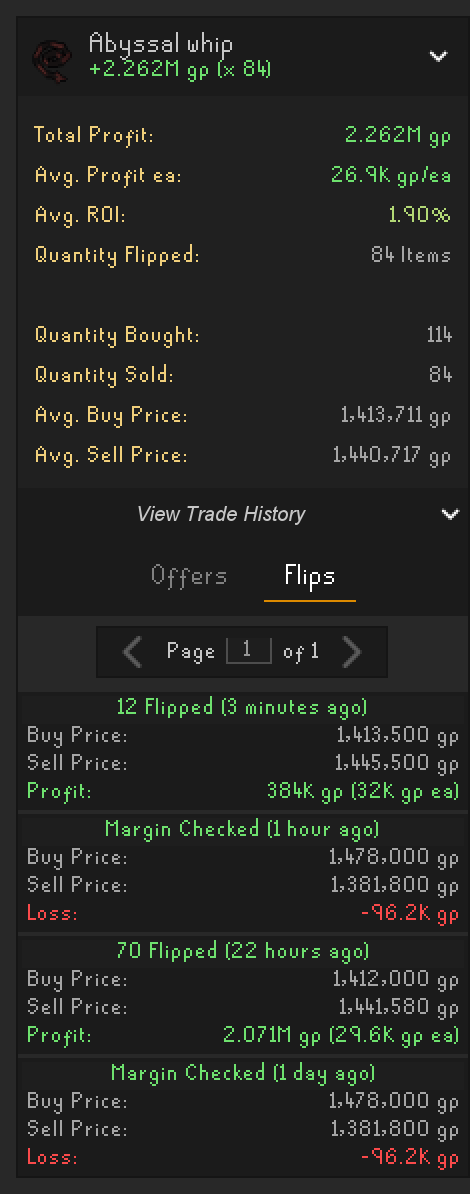 Abyssal whip
+2.262M gp (x 84)
Total Profit: 2.262M gp
Avg. Profit ea: 26.9K gp/ea
Avg. ROI: 1.90%
Quantity Flipped: 84 Items
Quantity Bought: 114
Quantity Sold: 84
Avg. Buy Price: 1,413,711 gp
Avg. Sell Price: 1,440,717 gp
View Trade History
Offers Flips
Page 1 of 1
12 Flipped (3 minutes ago)
Buy Price: 1,413,500 gp
Sell Price: 1,445,500 gp
Profit: 384K gp (32K gp ea)
Margin Checked (1 hour ago)
Buy Price: 1,478,000 gp
Sell Price: 1,381,800 gp
Loss: -96.2K gp
70 Flipped (22 hours ago)
Buy Price: 1,412,000 gp
Sell Price: 1,441,580 gp
Profit: 2.071M gp (29.6K gp ea)
Margin Checked (1 day ago)
Buy Price: 1,478,000 gp
Sell Price: 1,381,800 gp
Loss: -96.2K gp